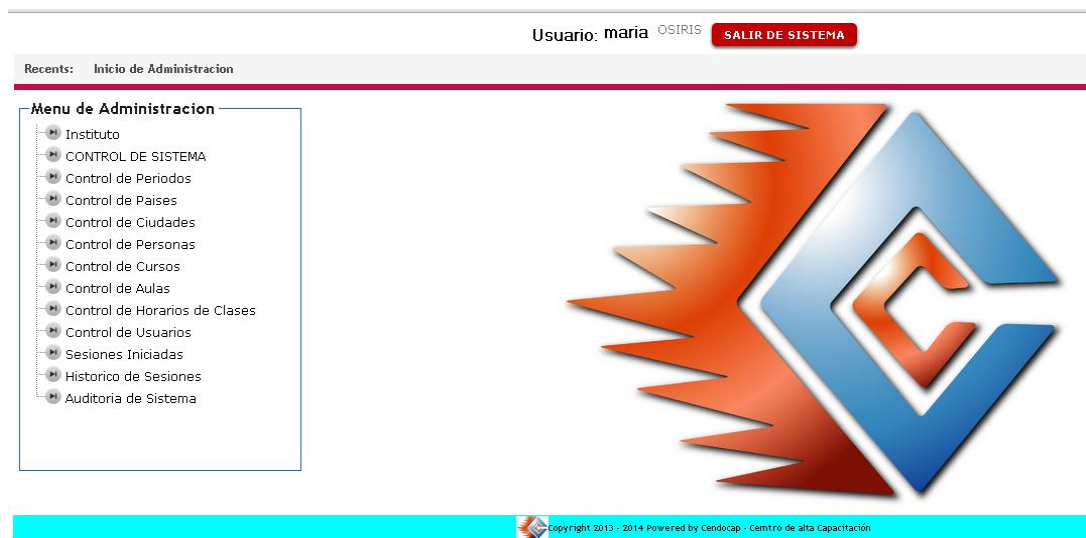 Usuario: maria OSIRIS SALIR DE SISTEMA
Recents: Inicio de Administracion
Menu de Administracion
Instituto
CONTROL DE SISTEMA
Control de Periodos
Control de Paises
Control de Ciudades
Control de Personas
Control de Cursos
Control de Aulas
Control de Horarios de Clases
Control de Usuarios
Sesiones Iniciadas
Historico de Sesiones
Auditoria de Sistema
Copyright 2013 - 2014 Powered by Cendocap - Cemtro de alta Capacitación